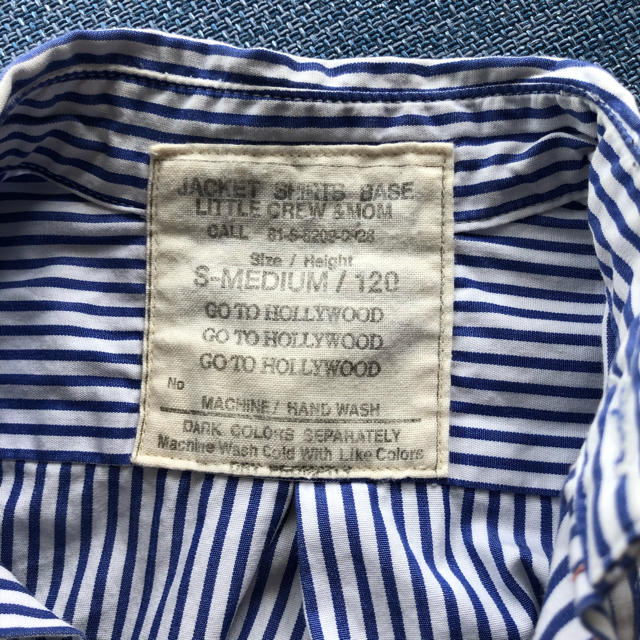 JACKET SHIRTS BASE
LITTLE CREW &MOM
CALL
Size / Height
S-MEDIUM / 120
GO TO HOLLYWOOD
GO TO HOLLYWOOD
GO TO HOLLYWOOD
No
MACHINE/ HAND WASH
DARK COLORS SEPARATELY
Machine Wash Cold With Like Colors